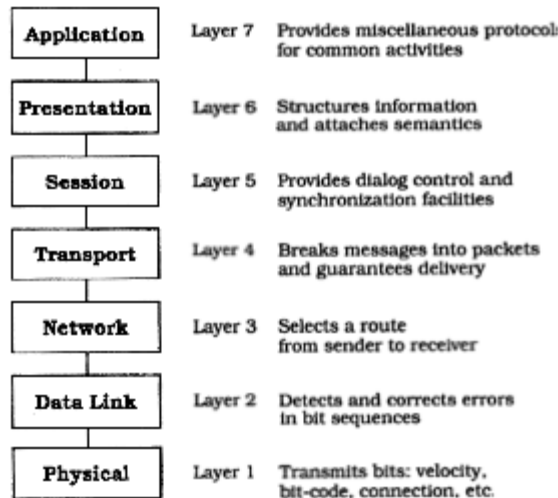 Application Layer 7 Provides miscellaneous protocols
for common activities
Presentation Layer 6 Structures information
and attaches semantics
Session Layer 5 Provides dialog control and
synchronization facilities
Transport Layer 4 Breaks messages into packets
and guarantees delivery
Network Layer 3 Selects a route
from sender to receiver
Data Link Layer 2 Detects and corrects errors
in bit sequences
Physical Layer 1 Transmits bits: velocity,
bit-code, connection, etc.